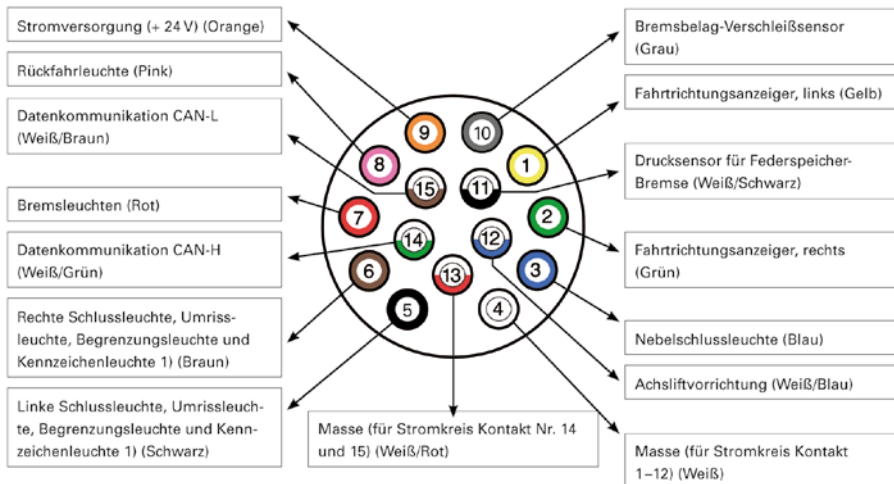 Stromversorgung (+ 24 V) (Orange)
Rückfahrleuchte (Pink)
Datenkommunikation CAN-L
(Weiß/Braun)
Bremsleuchten (Rot)
Datenkommunikation CAN-H
(Weiß/Grün)
Rechte Schlussleuchte, Umriss-
leuchte, Begrenzungsleuchte und
Kennzeichenleuchte 1) (Braun)
Linke Schlussleuchte, Umrissleuch-
te, Begrenzungsleuchte und Kenn-
zeichenleuchte 1) (Schwarz)
9
10
8
1
15
11
7
2
14
12
6
13
3
5
4
Masse (für Stromkreis Kontakt Nr. 14
und 15) (Weiß/Rot)
Bremsbelag-Verschleißsensor
(Grau)
Fahrtrichtungsanzeiger, links (Gelb)
Drucksensor für Federspeicher-
Bremse (Weiß/Schwarz)
Fahrtrichtungsanzeiger, rechts
(Grün)
Nebelschlussleuchte (Blau)
Achsliftvorrichtung (Weiß/Blau)
Masse (für Stromkreis Kontakt
1–12) (Weiß)